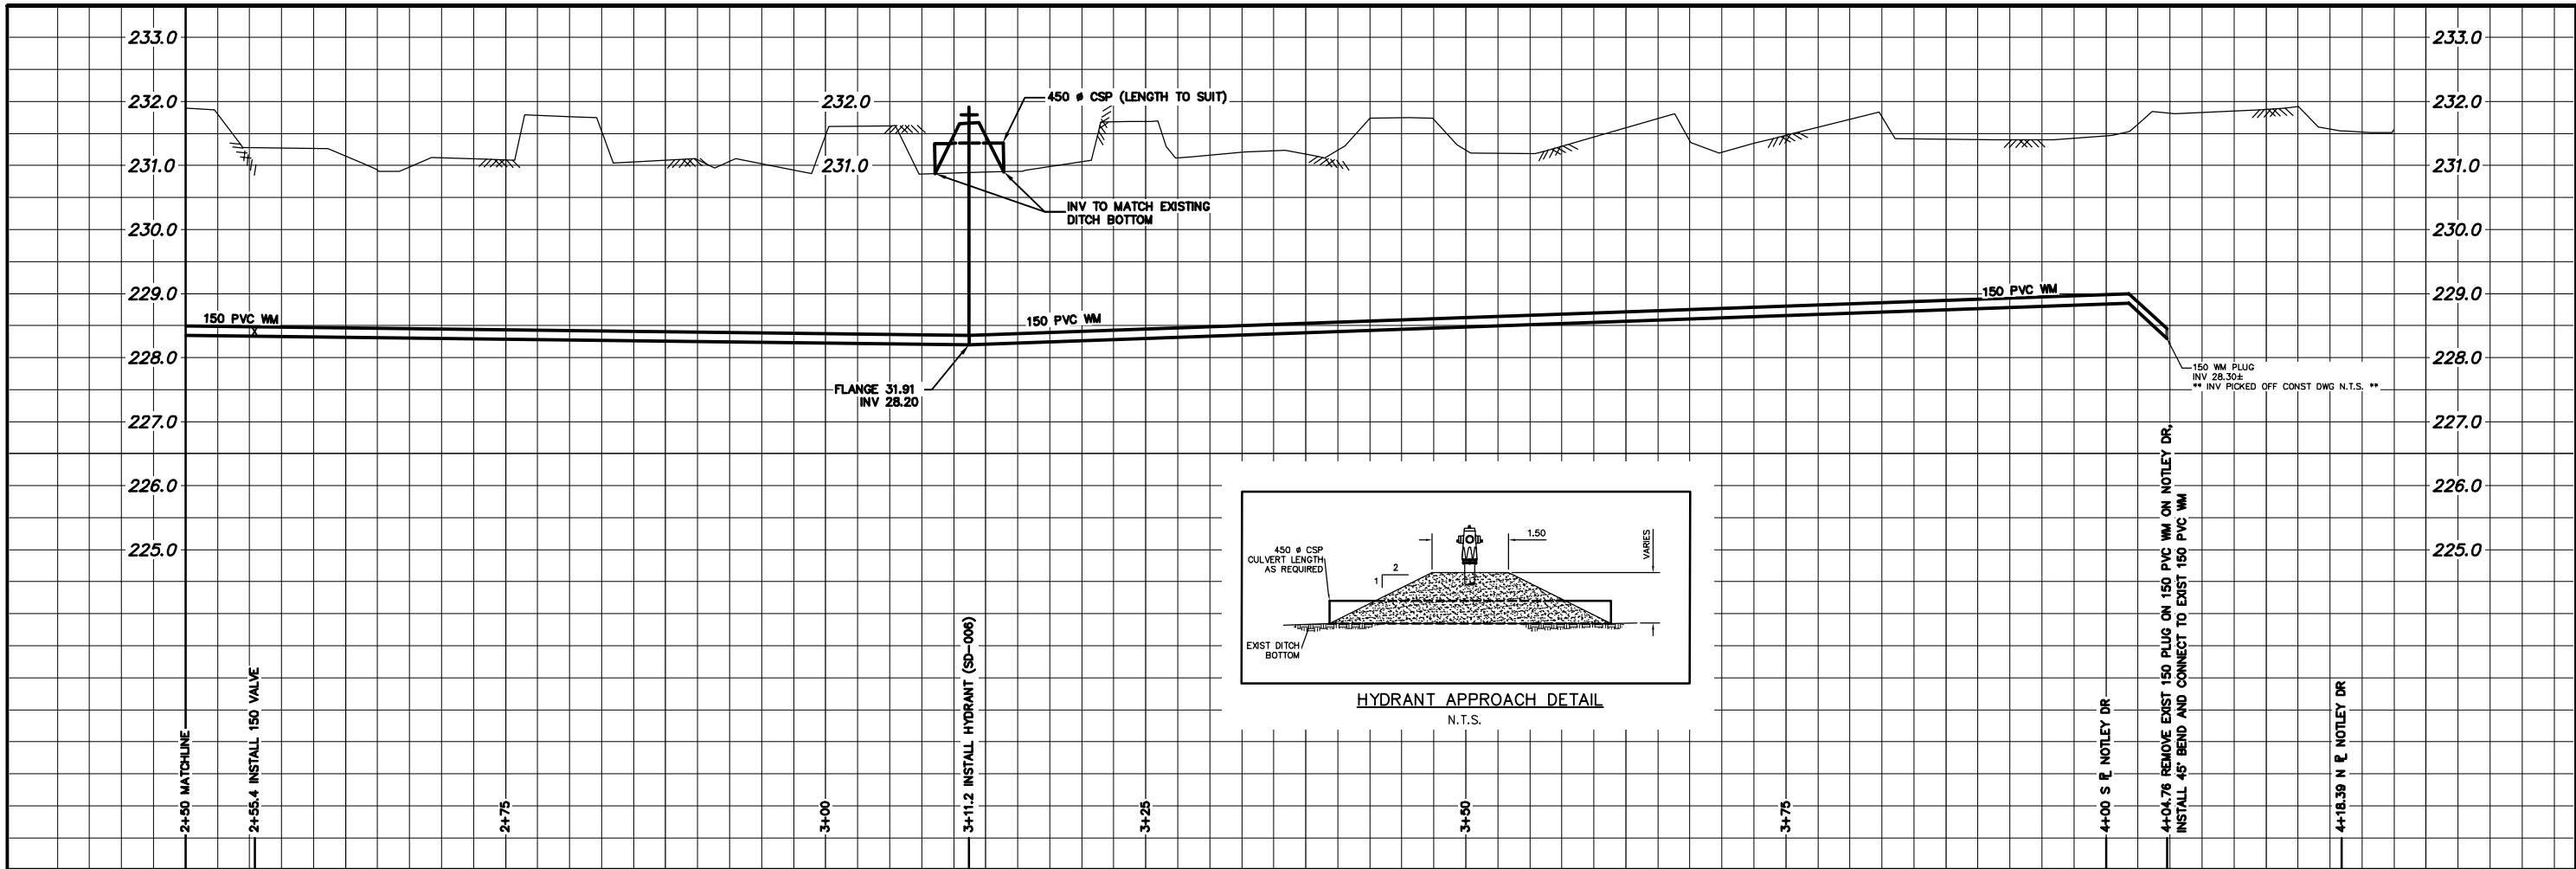 233.0
233.0
232.0
232.0
232.0
450 ø CSP (LENGTH TO SUIT)
231.0
231.0
231.0
INV TO MATCH EXISTING
DITCH BOTTOM
230.0
230.0
229.0
229.0
150 PVC WM
150 PVC WM
150 PVC WM
228.0
228.0
FLANGE 31.91
INV 28.20
150 WM PLUG
INV 28.30±
** INV PICKED OFF CONST DWG N.T.S. **
227.0
227.0
226.0
226.0
225.0
225.0
450 ø CSP
CULVERT LENGTH
AS REQUIRED
1
2
1.50
VARIES
EXIST DITCH
BOTTOM
HYDRANT APPROACH DETAIL
N.T.S.
2+50 MATCHLINE
2+55.4 INSTALL 150 VALVE
2+75
3+00
3+11.2 INSTALL HYDRANT (SD-006)
3+25
3+50
3+75
4+00 S PL NOTLEY DR
4+04.76 REMOVE EXIST 150 PLUG ON 150 PVC WM ON NOTLEY DR,
INSTALL 45° BEND AND CONNECT TO EXIST 150 PVC WM
4+18.39 N PL NOTLEY DR